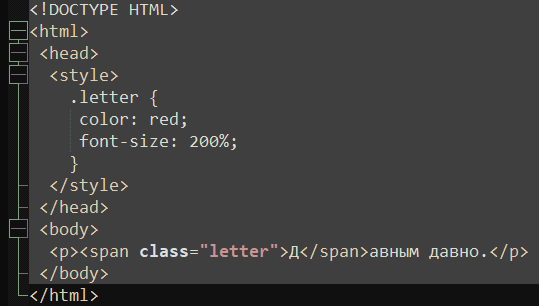 <!DOCTYPE HTML>
<html>
<head>
<style>
.letter {
color: red;
font-size: 200%;
}
</style>
</head>
<body>
<p><span class="letter">Д</span>авным давно.</p>
</body>
</html>